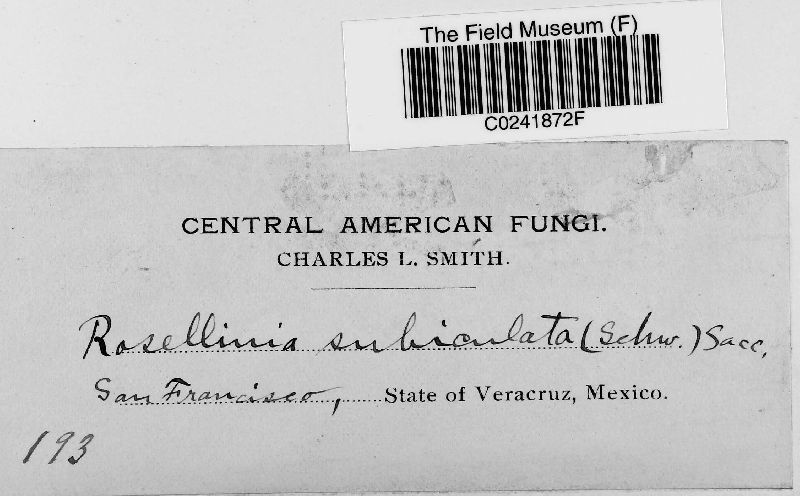 The Field Museum (F)
C0241872F
CENTRAL AMERICAN FUNGI.
CHARLES L. SMITH.
Rosellinia subiculata (Schw.) Sacc.
San Francisco, State of Veracruz, Mexico.
193